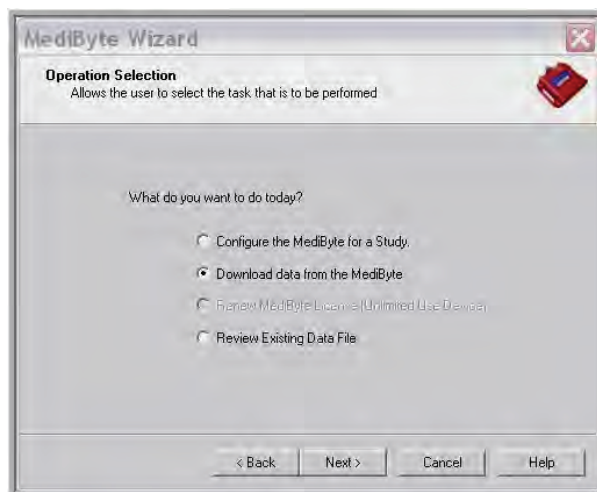 MediByte Wizard
Operation Selection
Allows the user to select the task that is to be performed
What do you want to do today?
Configure the MediByte for a Study.
Download data from the MediByte
Renew MediByte License (Unlimited Use Device)
Review Existing Data File
< Back Next > Cancel Help